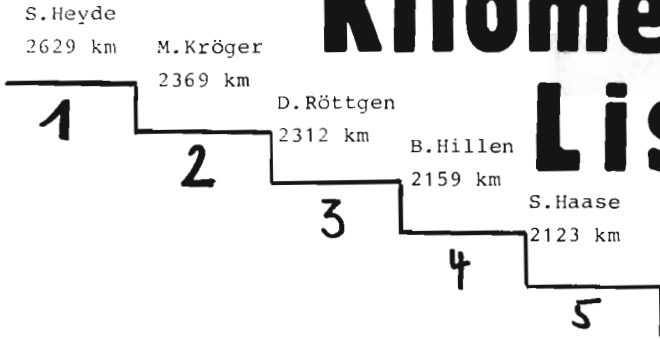 S.Heyde
2629 km
M.Kröger
2369 km
D.Röttgen
2312 km
B.Hillen
2159 km
S.Haase
2123 km
1
2
3
4
5